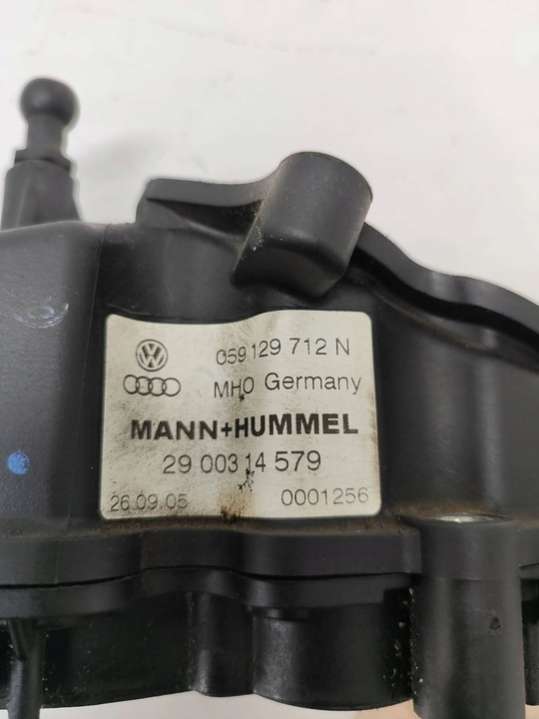 059 129 712 N
MHO Germany
MANN+HUMMEL
29 003 14 579
26.09.05 0001256